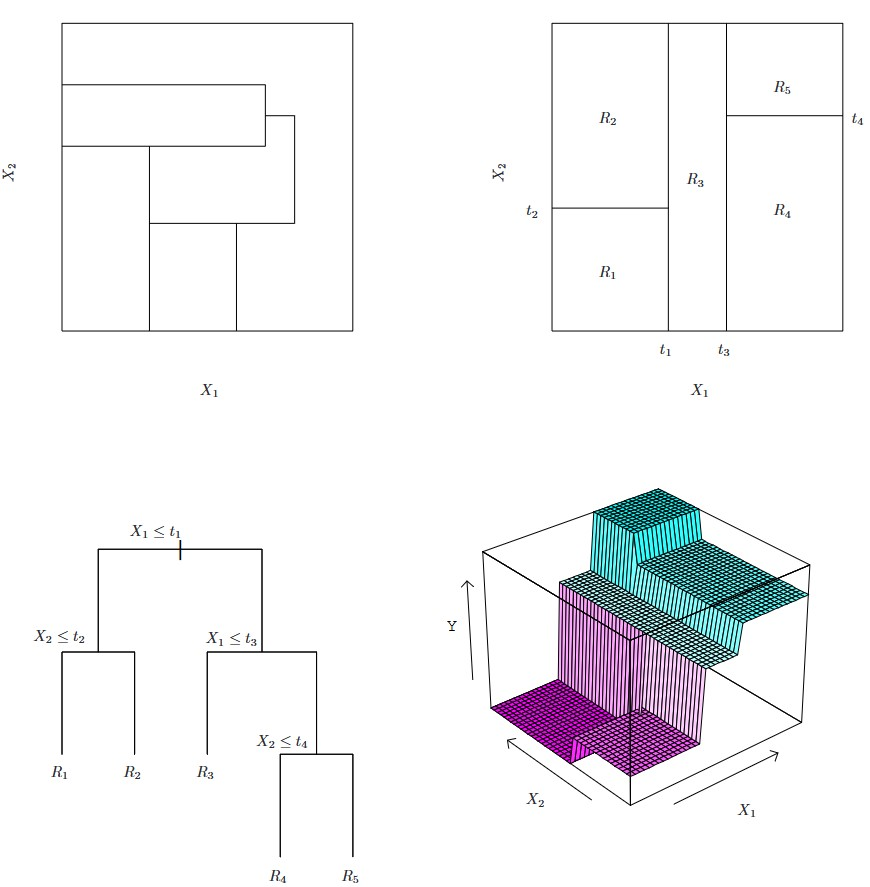 X₂
X₁
R₅
t₄
R₂
X₂
R₃
R₄
t₂
R₁
t₁ t₃
X₁
X₁ ≤ t₁
X₂ ≤ t₂ X₁ ≤ t₃
X₂ ≤ t₄
R₁ R₂ R₃
R₄ R₅
Y
X₂
X₁